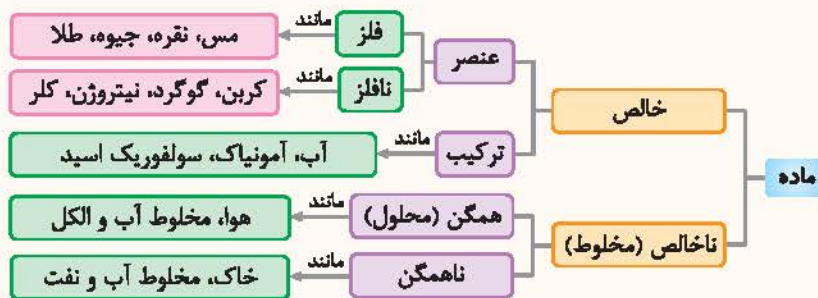 ماده
خالص
عنصر
فلز
مانند
مس، نقره، جیوه، طلا
نافلز
مانند
کربن، گوگرد، نیتروژن، کلر
ترکیب
مانند
آب، آمونیاک، سولفوریک اسید
ناخالص (مخلوط)
همگن (محلول)
مانند
هوا، مخلوط آب و الکل
ناهمگن
مانند
خاک، مخلوط آب و نفت